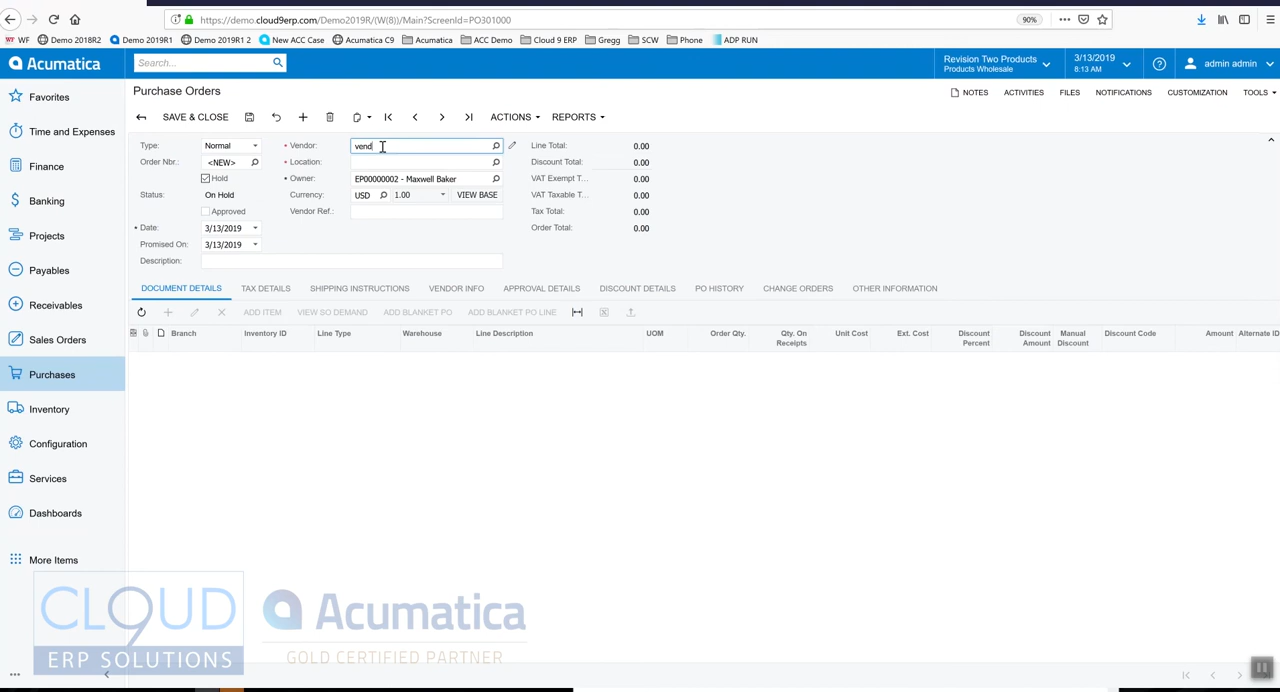 https://demo.cloud9erp.com/Demo2019R/(W(8))/Main?ScreenId=PO301000
90%
WF Demo 2018R2 Demo 2019R1 Demo 2019R1 2 New ACC Case Acumatica C9 Acumatica ACC Demo Cloud 9 ERP Gregg SCW Phone ADP RUN
Acumatica
Search...
Revision Two Products
Products Wholesale
3/13/2019
8:13 AM
admin admin
Purchase Orders
NOTES ACTIVITIES FILES NOTIFICATIONS CUSTOMIZATION TOOLS
SAVE & CLOSE ACTIONS REPORTS
Favorites
Time and Expenses
Finance
Banking
Projects
Payables
Receivables
Sales Orders
Purchases
Inventory
Configuration
Services
Dashboards
More Items
Type: Normal
Order Nbr.: <NEW>
Hold
Status: On Hold
Approved
Date: 3/13/2019
Promised On: 3/13/2019
Description:
Vendor: vend
Location:
Owner: EP00000002 - Maxwell Baker
Currency: USD 1.00 VIEW BASE
Vendor Ref.:
Line Total: 0.00
Discount Total: 0.00
VAT Exempt T... 0.00
VAT Taxable T... 0.00
Tax Total: 0.00
Order Total: 0.00
DOCUMENT DETAILS TAX DETAILS SHIPPING INSTRUCTIONS VENDOR INFO APPROVAL DETAILS DISCOUNT DETAILS PO HISTORY CHANGE ORDERS OTHER INFORMATION
ADD ITEM VIEW SO DEMAND ADD BLANKET PO ADD BLANKET PO LINE
Branch Inventory ID Line Type Warehouse Line Description UOM Order Qty. Qty. On Receipts Unit Cost Ext. Cost Discount Percent Discount Amount Manual Discount Discount Code Amount Alternate ID
CLOUD 9
ERP SOLUTIONS
Acumatica
GOLD CERTIFIED PARTNER